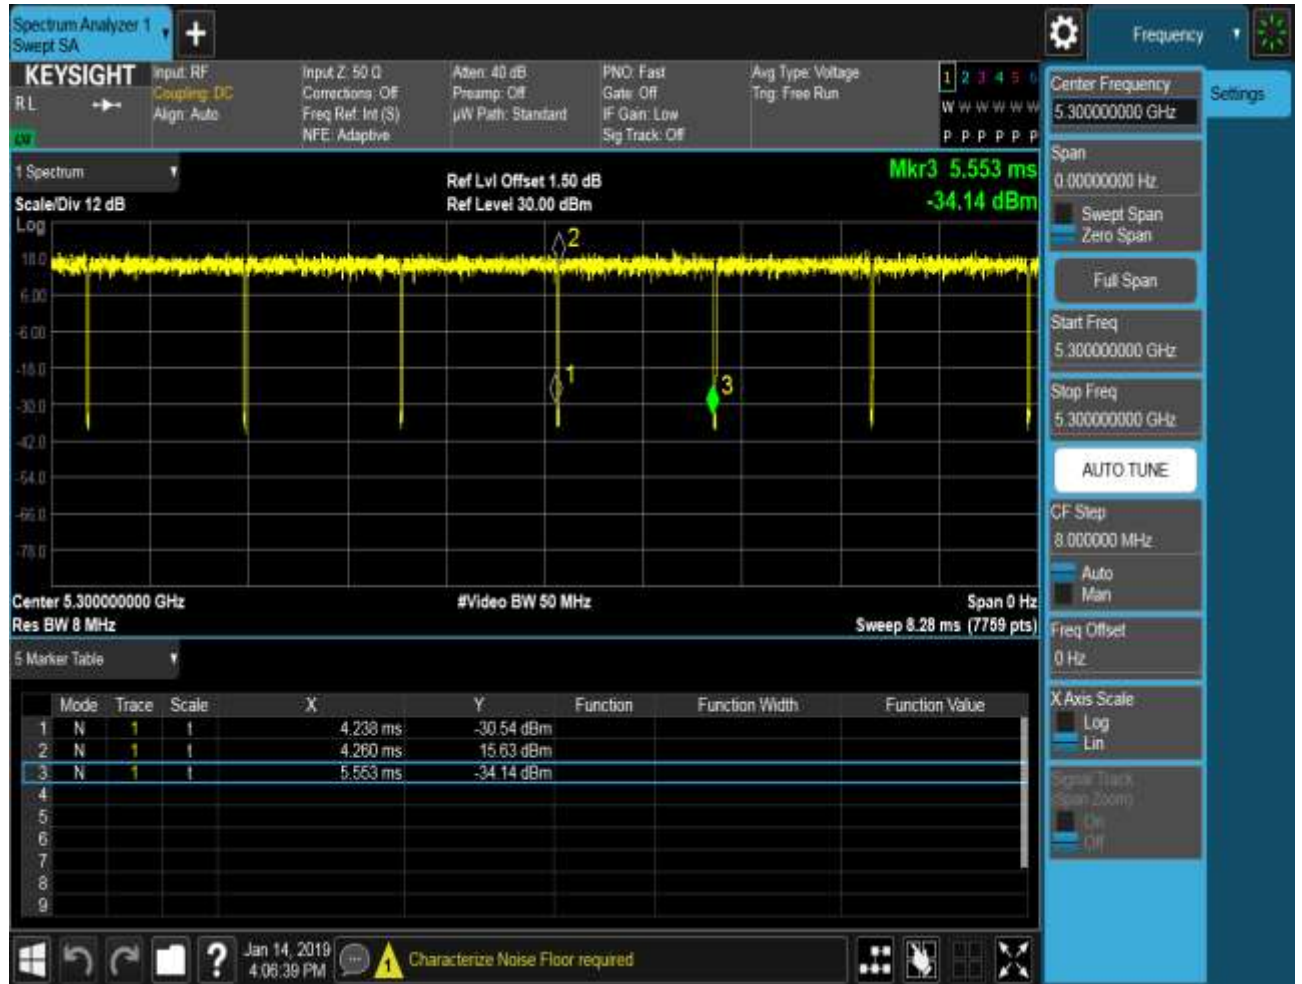 Spectrum Analyzer 1
Swept SA
Frequency
KEYSIGHT
RL
Input: RF
Coupling: DC
Align: Auto
Input Z: 50 Ω
Corrections: Off
Freq Ref: Int (S)
NFE: Adaptive
Atten: 40 dB
Preamp: Off
µW Path: Standard
PNO: Fast
Gate: Off
IF Gain: Low
Sig Track: Off
Avg Type: Voltage
Trig: Free Run
1 2 3 4 5 6
W W W W W W
P P P P P P
1 Spectrum
Scale/Div 12 dB
Ref Lvl Offset 1.50 dB
Ref Level 30.00 dBm
Mkr3 5.553 ms
-34.14 dBm
Log
18.0
6.00
-6.00
-18.0
-30.0
-42.0
-54.0
-66.0
-78.0
2
1
3
Center 5.300000000 GHz
#Video BW 50 MHz
Span 0 Hz
Res BW 8 MHz
Sweep 8.28 ms (7759 pts)
5 Marker Table
Mode Trace Scale X Y Function Function Width Function Value
1 N 1 t 4.238 ms -30.54 dBm
2 N 1 t 4.260 ms 15.63 dBm
3 N 1 t 5.553 ms -34.14 dBm
4
5
6
7
8
9
Jan 14, 2019
4:06:39 PM
1
Characterize Noise Floor required
Center Frequency
5.300000000 GHz
Settings
Span
0.00000000 Hz
Swept Span
Zero Span
Full Span
Start Freq
5.300000000 GHz
Stop Freq
5.300000000 GHz
AUTO TUNE
CF Step
8.000000 MHz
Auto
Man
Freq Offset
0 Hz
X Axis Scale
Log
Lin
Signal Track
(Span Zoom)
On
Off